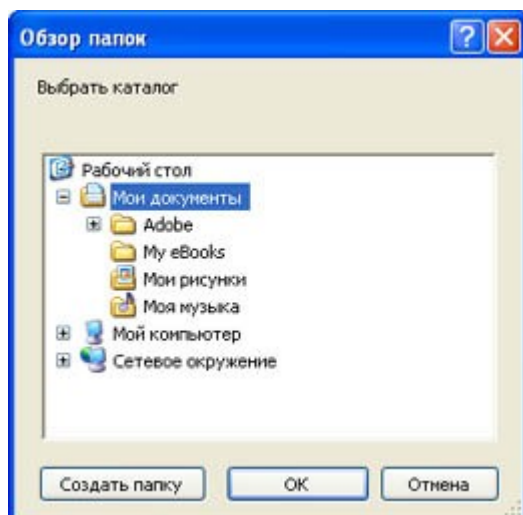 Обзор папок
Выбрать каталог
Рабочий стол
Мои документы
Adobe
My eBooks
Мои рисунки
Моя музыка
Мой компьютер
Сетевое окружение
Создать папку OK Отмена